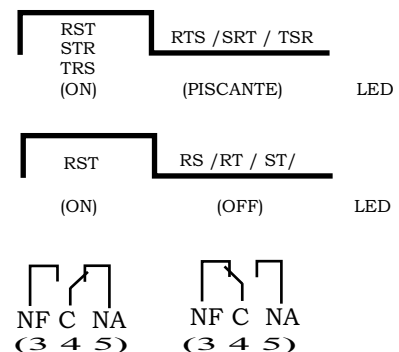 RST
STR
TRS
(ON)
RTS /SRT / TSR
(PISCANTE)
LED
RST
(ON)
RS /RT / ST/
(OFF)
LED
NF C NA
(3 4 5)
NF C NA
(3 4 5)